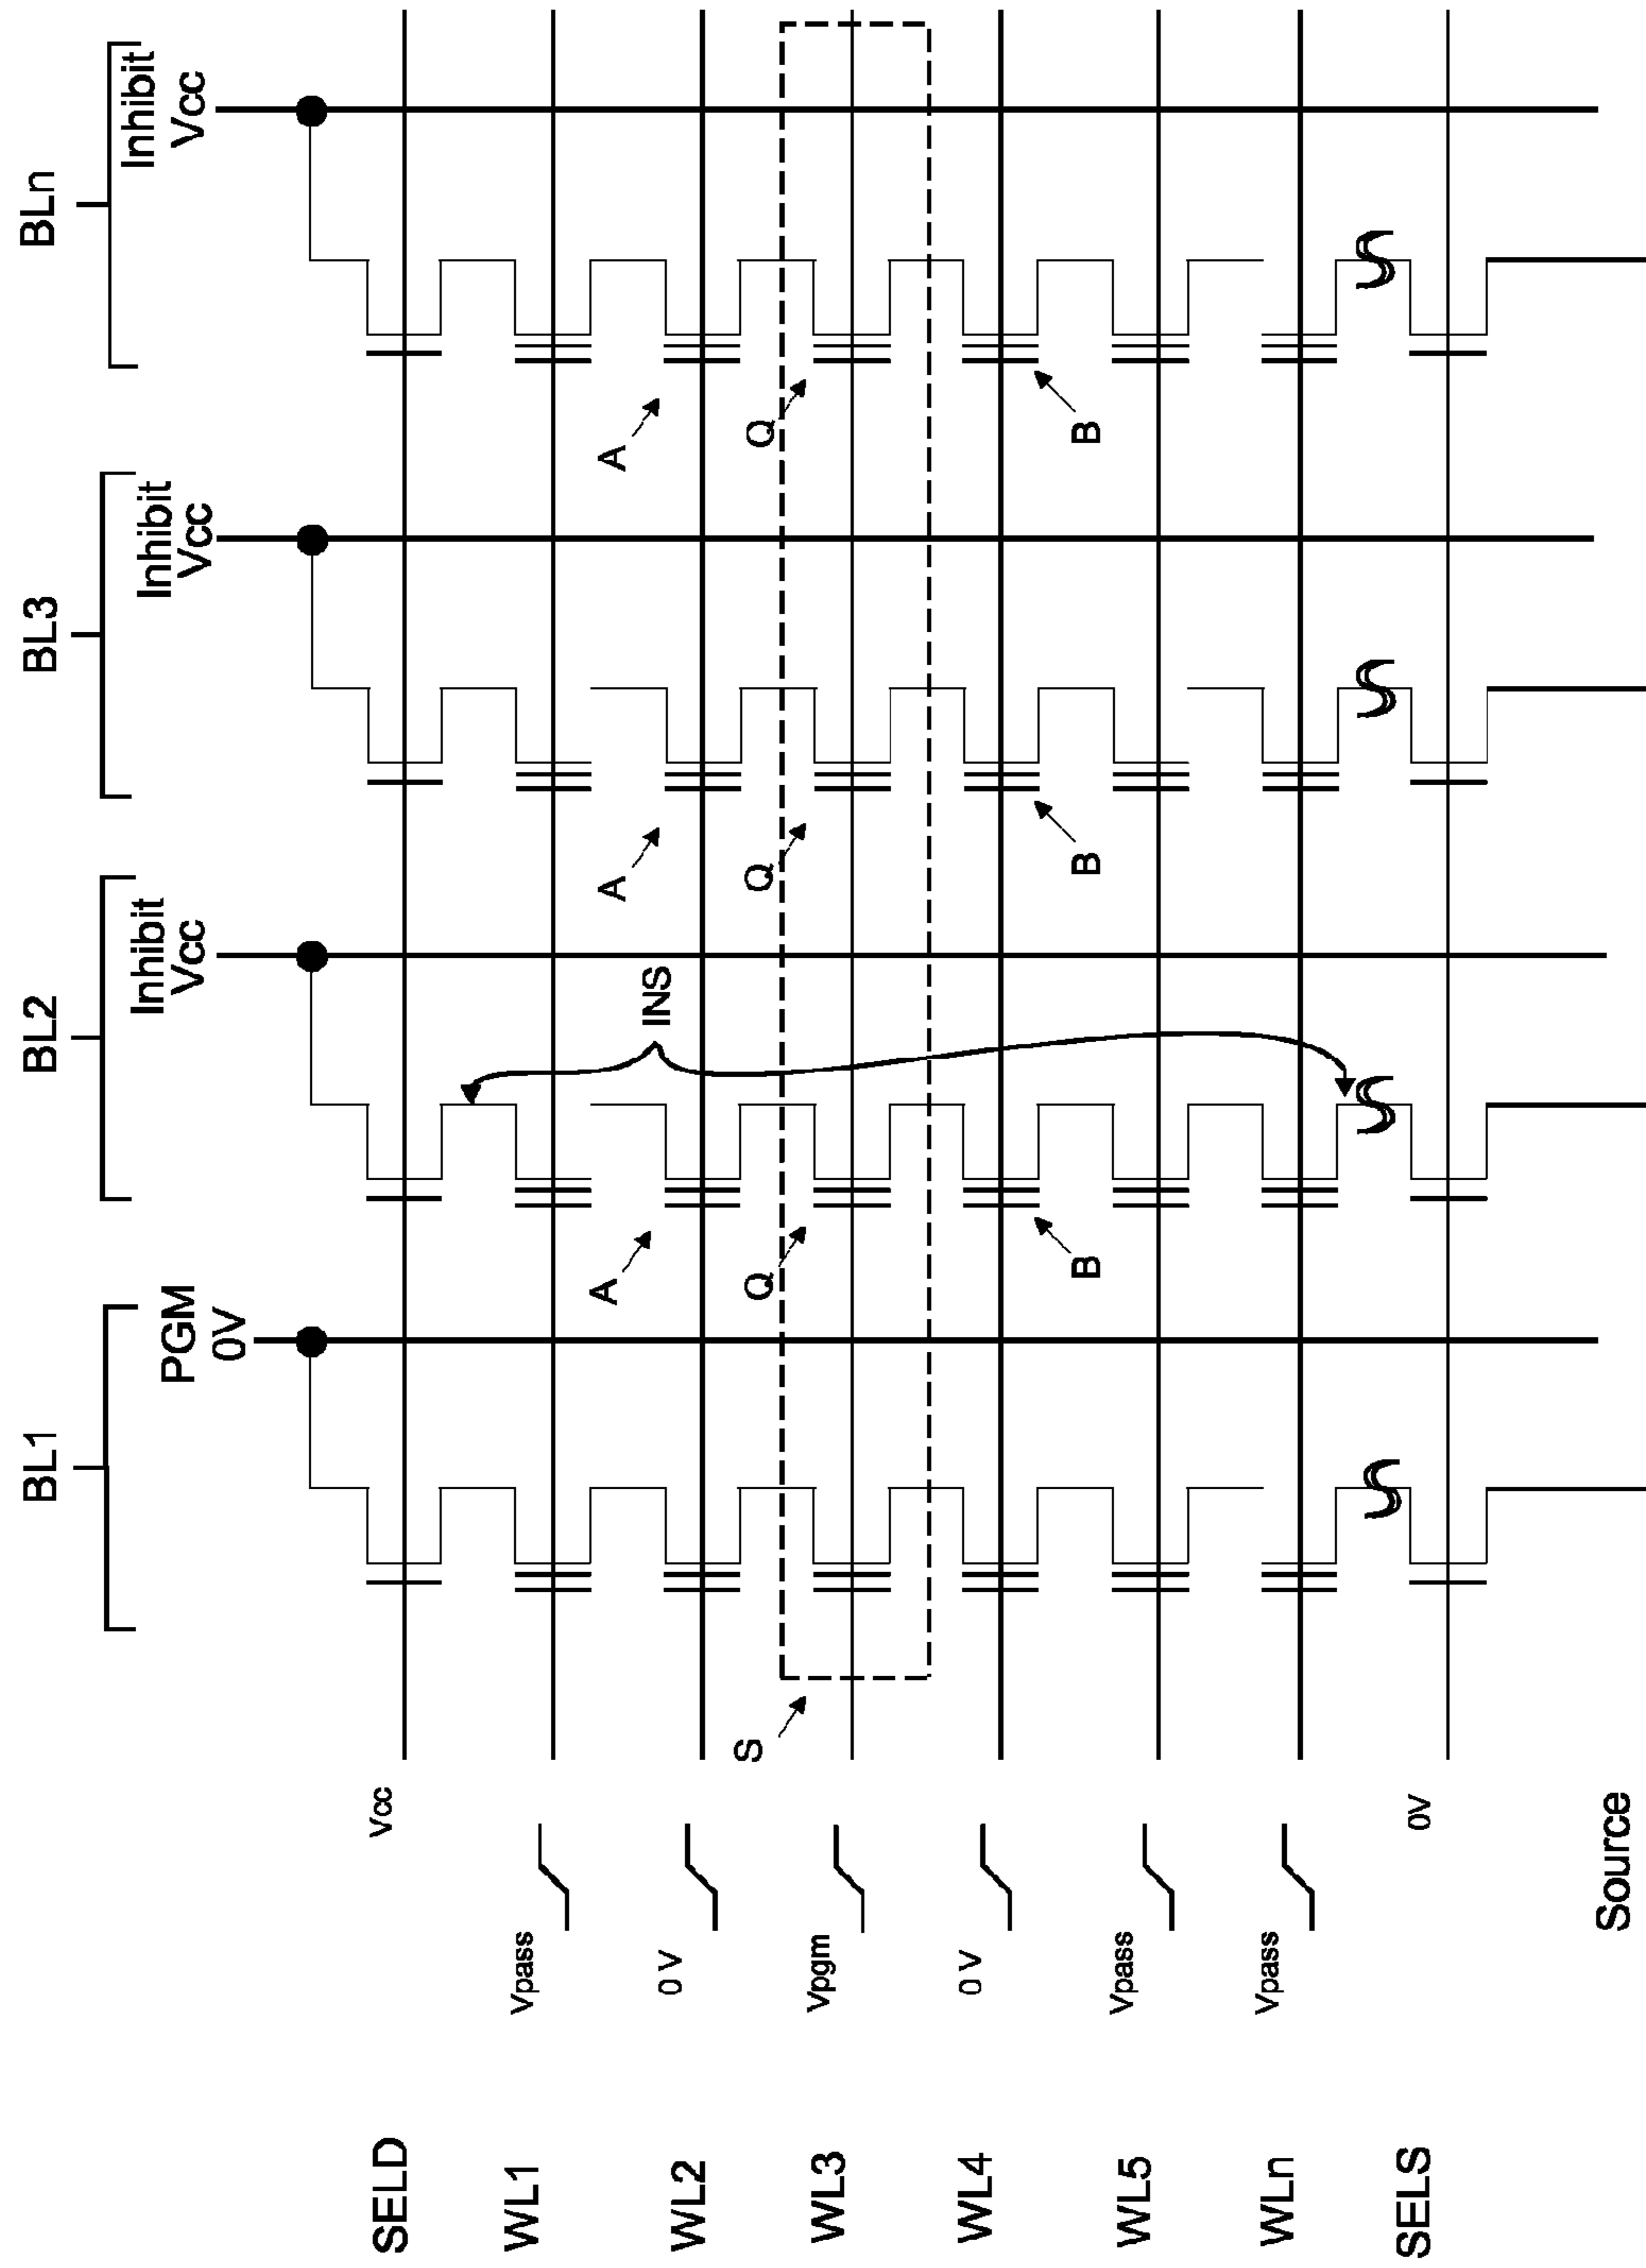 BL1
BL2
BL3
BLn
PGM
0V
Inhibit
Vcc
Inhibit
Vcc
Inhibit
Vcc
SELD
Vcc
WL1
Vpass
INS
WL2
0 V
A
A
A
S
Q
Q
Q
WL3
Vpgm
WL4
0 V
B
B
B
WL5
Vpass
WLn
Vpass
SELS
0V
Source